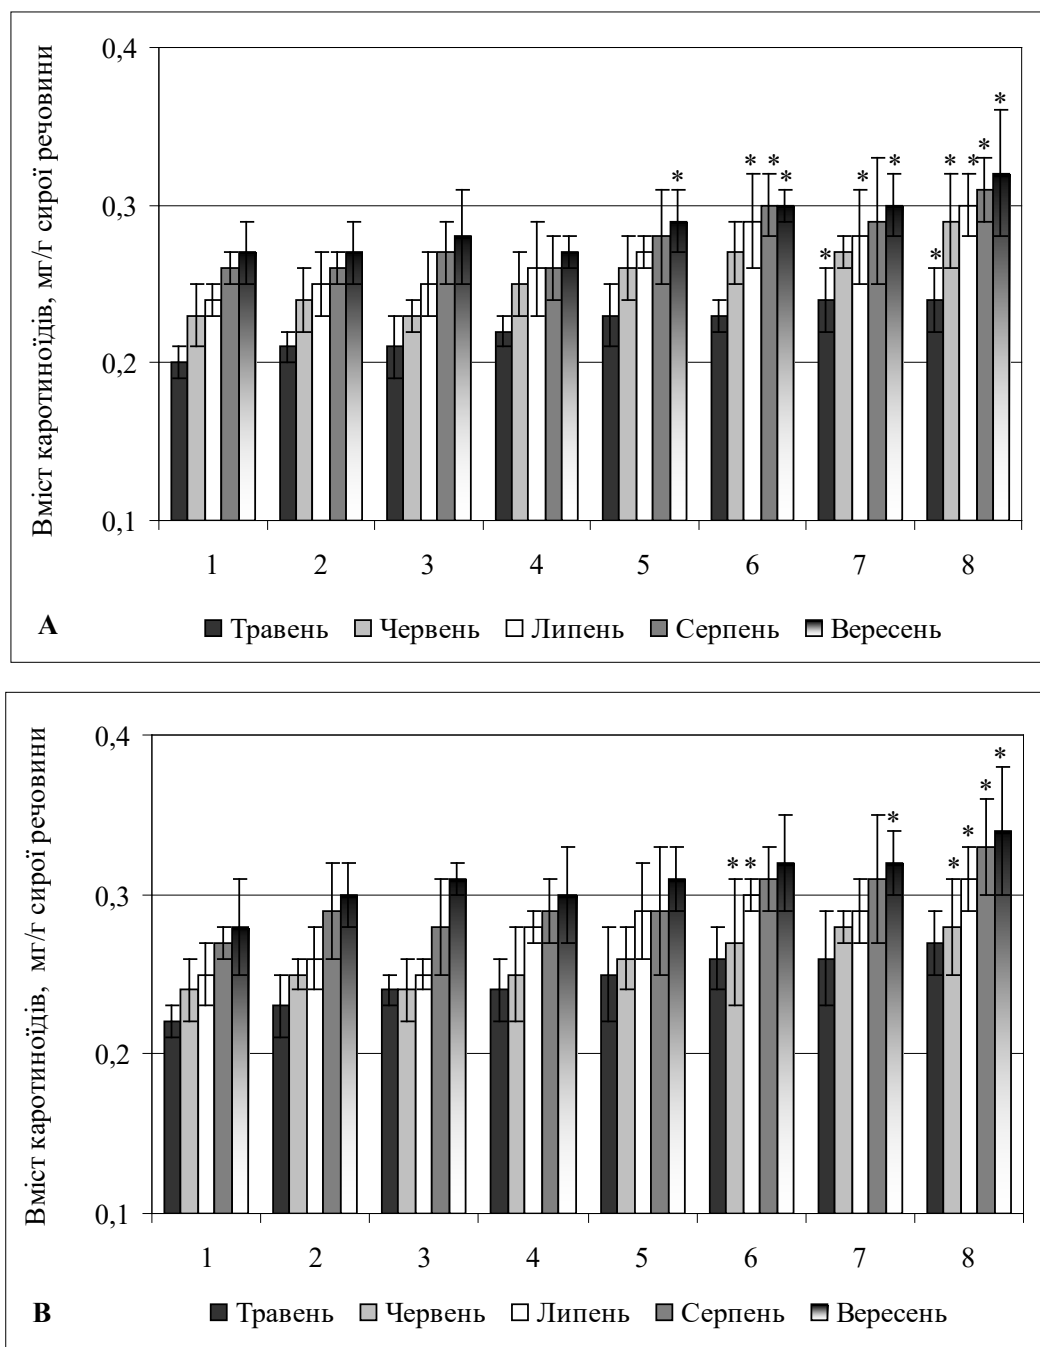 Вміст каротиноїдів, мг/г сирої речовини
0,4
0,3
0,2
0,1
* * * * * * * * * * * * *
1 2 3 4 5 6 7 8
А
Травень Червень Липень Серпень Вересень
Вміст каротиноїдів, мг/г сирої речовини
0,4
0,3
0,2
0,1
* * * * * * *
1 2 3 4 5 6 7 8
В
Травень Червень Липень Серпень Вересень